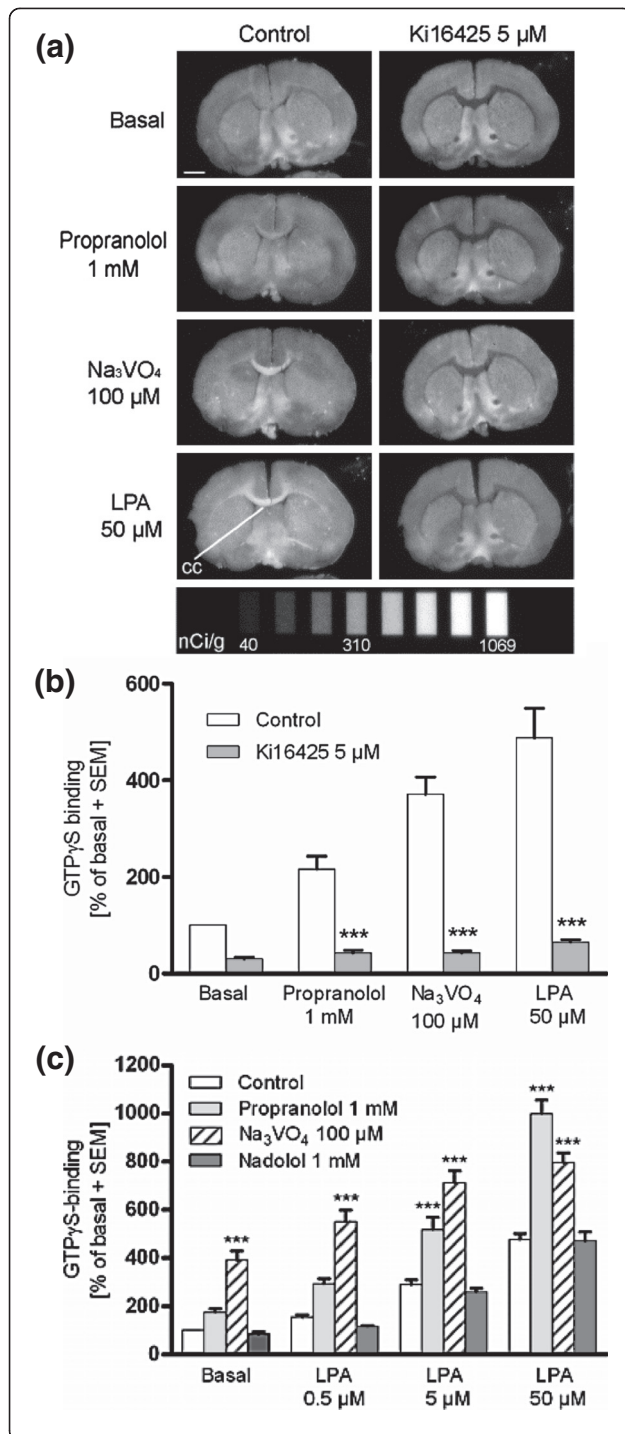 (a)
Control Ki16425 5 µM
Basal
Propranolol
1 mM
Na₃VO₄
100 µM
LPA
50 µM
cc
nCi/g 40 310 1069
(b)
600
400
200
0
GTPγS binding
[% of basal + SEM]
Control
Ki16425 5 µM
*** *** ***
Basal Propranolol Na₃VO₄ LPA
1 mM 100 µM 50 µM
(c)
1200
1000
800
600
400
200
0
GTPγS-binding
[% of basal + SEM]
Control
Propranolol 1 mM
Na₃VO₄ 100 µM
Nadolol 1 mM
*** *** *** *** *** ***
Basal LPA LPA LPA
0.5 µM 5 µM 50 µM